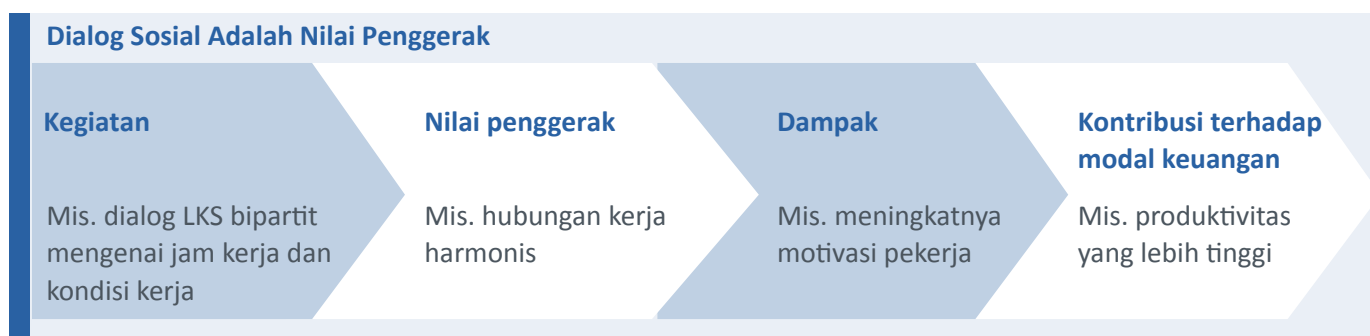 Dialog Sosial Adalah Nilai Penggerak
Kegiatan
Mis. dialog LKS bipartit
mengenai jam kerja dan
kondisi kerja
Nilai penggerak
Mis. hubungan kerja
harmonis
Dampak
Mis. meningkatnya
motivasi pekerja
Kontribusi terhadap
modal keuangan
Mis. produktivitas
yang lebih tinggi